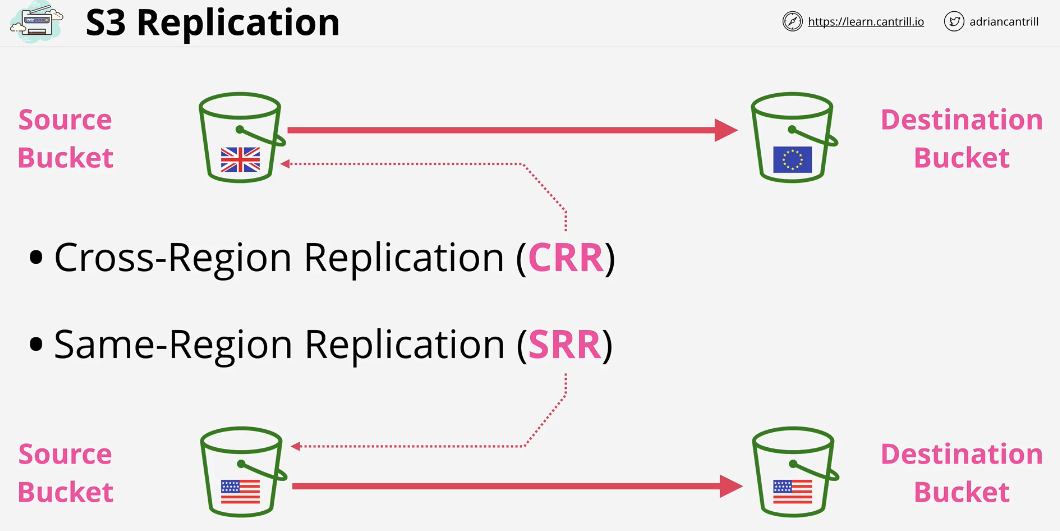 S3 Replication
https://learn.cantrill.io
adriancantrill
Source
Bucket
Destination
Bucket
• Cross-Region Replication (CRR)
• Same-Region Replication (SRR)
Source
Bucket
Destination
Bucket